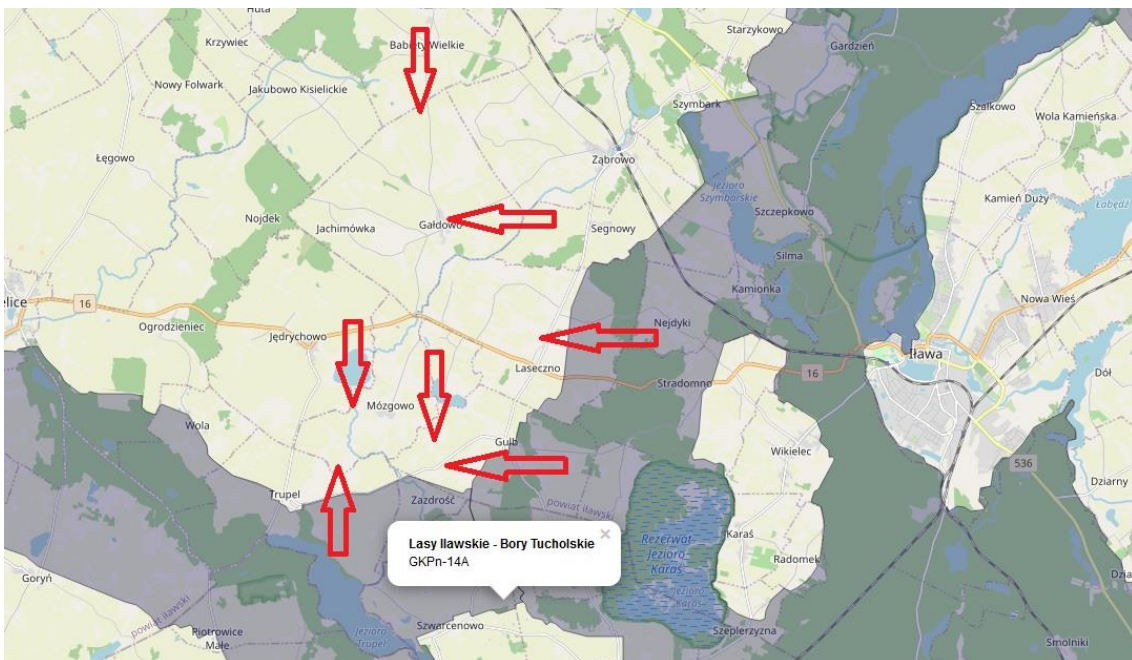 Huta
Starzykowo
Krzywiec
Babięty Wielkie
Gardzień
Nowy Folwark
Jakubowo Kisielickie
Szymbark
Szałkowo
Wola Kamieńska
Łęgowo
Ząbrowo
Jezioro
Szymbarskie
Kamień Duży
Łabędź
Nojdek
Jachimówka
Gałdowo
Segnowy
Szczepkowo
Silma
Kamionka
Nowa Wieś
elice
16
Ogrodzieniec
Jędrychowo
Nejdyki
Iława
Laseczno
Stradomno
16
Dół
Mózgowo
Wola
Gulb
Wikielec
536
Trupel
Zazdrość
powiat iławski
Dziarny
Lasy Iławskie - Bory Tucholskie
GKPn-14A
×
Rezerwat
Jezioro
Karaś
Karaś
Radomek
Jezioro
Karaś
Goryń
powiat iławski
Piotrowice
Małe
Jezioro
Trupel
Szwarcenowo
Szeplerzyzna
Smolniki